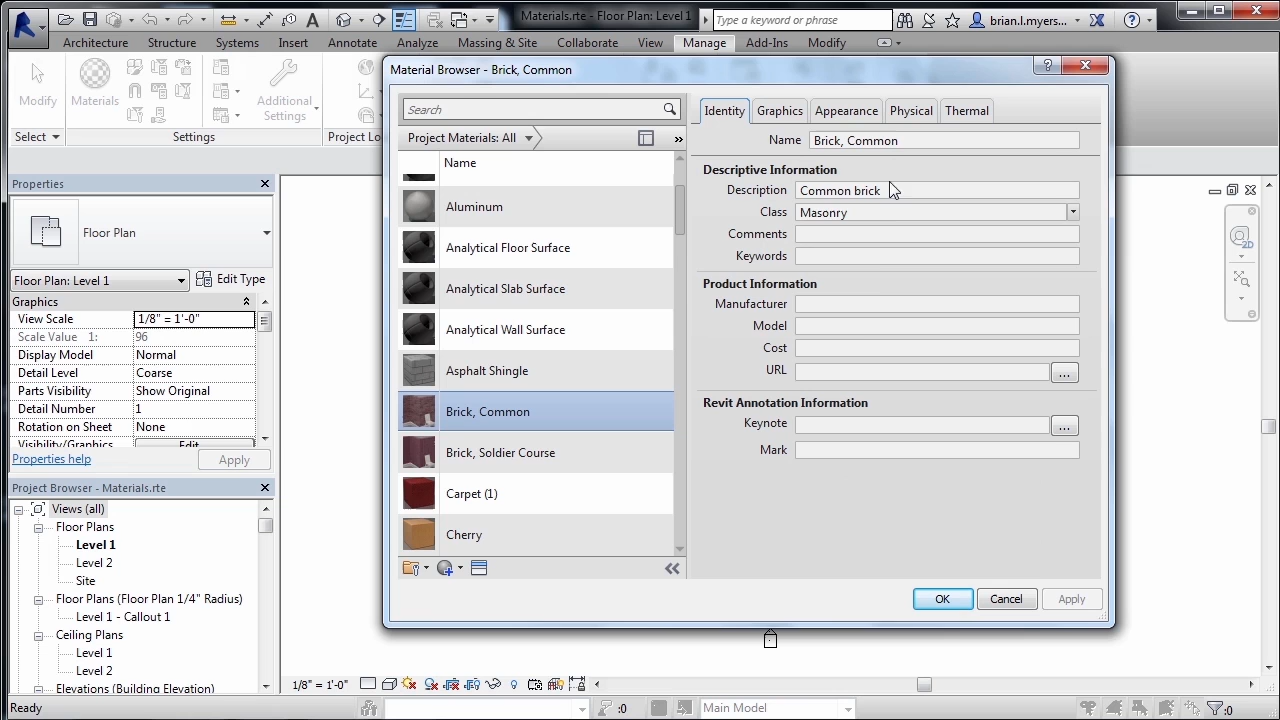 Materials.rte - Floor Plan: Level 1
Type a keyword or phrase
brian.l.myers...
Architecture Structure Systems Insert Annotate Analyze Massing & Site Collaborate View Manage Add-Ins Modify
Modify
Materials
Additional
Settings
Select
Settings
Project Lo
Properties
Floor Plan
Floor Plan: Level 1
Edit Type
Graphics
View Scale 1/8" = 1'-0"
Scale Value 1: 96
Display Model Normal
Detail Level Coarse
Parts Visibility Show Original
Detail Number 1
Rotation on Sheet None
Visibility/Graphics Edit
Properties help
Apply
Project Browser - Materials.rte
Views (all)
Floor Plans
Level 1
Level 2
Site
Floor Plans (Floor Plan 1/4" Radius)
Level 1 - Callout 1
Ceiling Plans
Level 1
Level 2
Elevations (Building Elevation)
Material Browser - Brick, Common
Search
Project Materials: All
»
Name
Aluminum
Analytical Floor Surface
Analytical Slab Surface
Analytical Wall Surface
Asphalt Shingle
Brick, Common
Brick, Soldier Course
Carpet (1)
Cherry
Identity Graphics Appearance Physical Thermal
Name Brick, Common
Descriptive Information
Description Common brick
Class Masonry
Comments
Keywords
Product Information
Manufacturer
Model
Cost
URL ...
Revit Annotation Information
Keynote ...
Mark
OK Cancel Apply
2D
1/8" = 1'-0"
Ready
:0
Main Model
:0